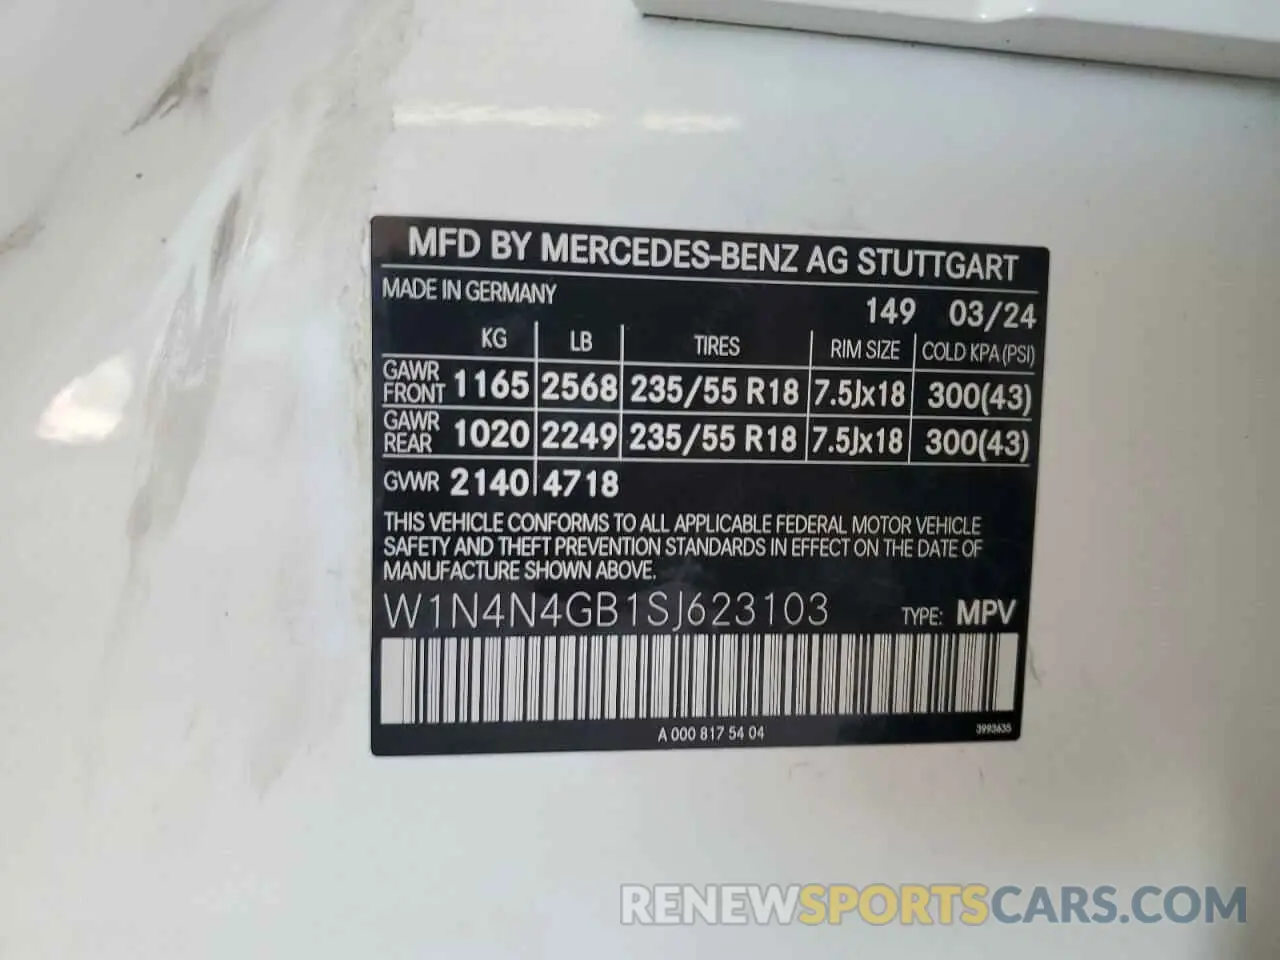 MFD BY MERCEDES-BENZ AG STUTTGART
MADE IN GERMANY
149 03/24
KG LB TIRES RIM SIZE COLD KPA (PSI)
GAWR FRONT 1165 2568 235/55 R18 7.5Jx18 300(43)
GAWR REAR 1020 2249 235/55 R18 7.5Jx18 300(43)
GVWR 2140 4718
THIS VEHICLE CONFORMS TO ALL APPLICABLE FEDERAL MOTOR VEHICLE
SAFETY AND THEFT PREVENTION STANDARDS IN EFFECT ON THE DATE OF
MANUFACTURE SHOWN ABOVE.
W1N4N4GB1SJ623103 TYPE: MPV
A 000 817 54 04 3993635
RENEWSPORTSCARS.COM